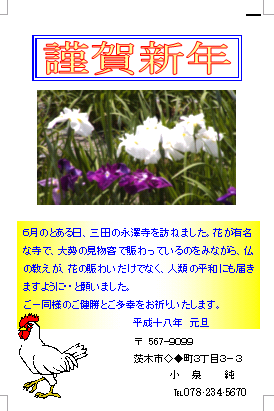 謹賀新年
6月のとある日、三田の永澤寺を訪ねました。花が有名
な寺で、大勢の見物客で賑わっているのをみながら、仏
の教えが、花の賑わいだけでなく、人類の平和にも届き
ますように・・と願いました。
ご一同様のご健勝とご多幸をお祈りいたします。
平成十八年 元旦
〒 567-9099
茨木市◇◆町3丁目3-3
小 泉 純
℡078-234-5670